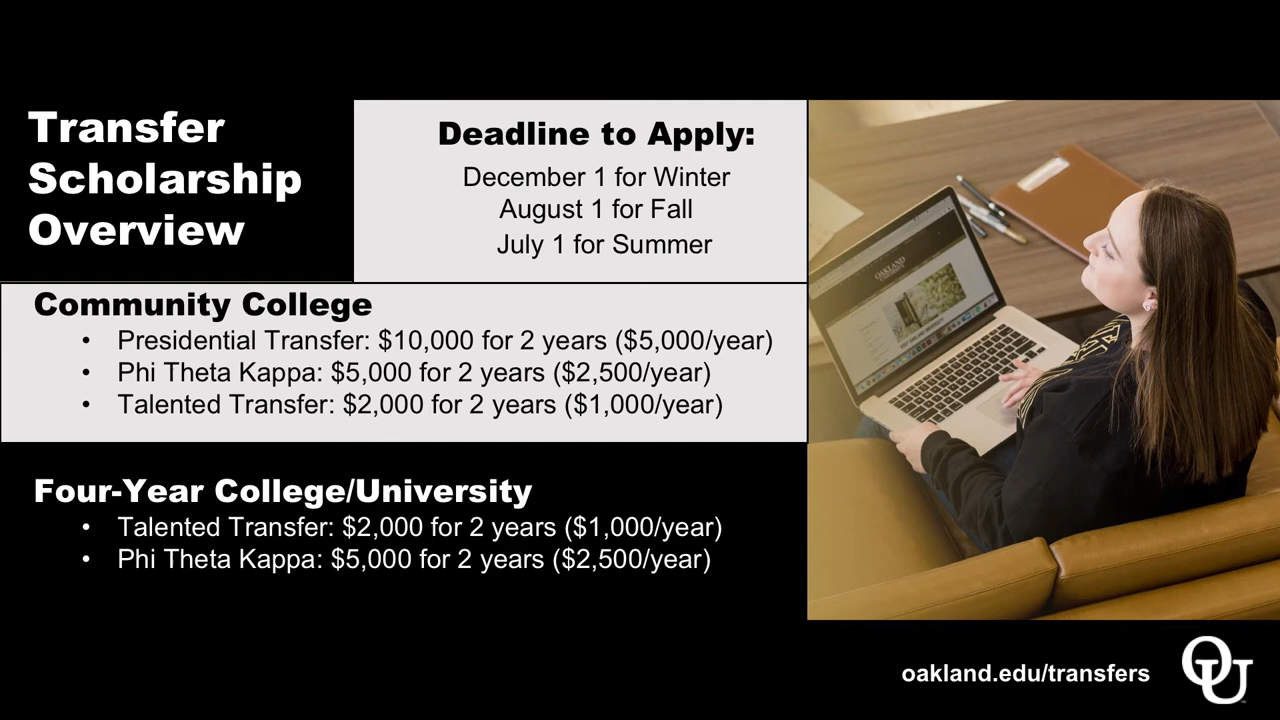 Transfer
Scholarship
Overview
Deadline to Apply:
December 1 for Winter
August 1 for Fall
July 1 for Summer
Community College
• Presidential Transfer: $10,000 for 2 years ($5,000/year)
• Phi Theta Kappa: $5,000 for 2 years ($2,500/year)
• Talented Transfer: $2,000 for 2 years ($1,000/year)
Four-Year College/University
• Talented Transfer: $2,000 for 2 years ($1,000/year)
• Phi Theta Kappa: $5,000 for 2 years ($2,500/year)
OAKLAND
UNIVERSITY
oakland.edu/transfers
OU